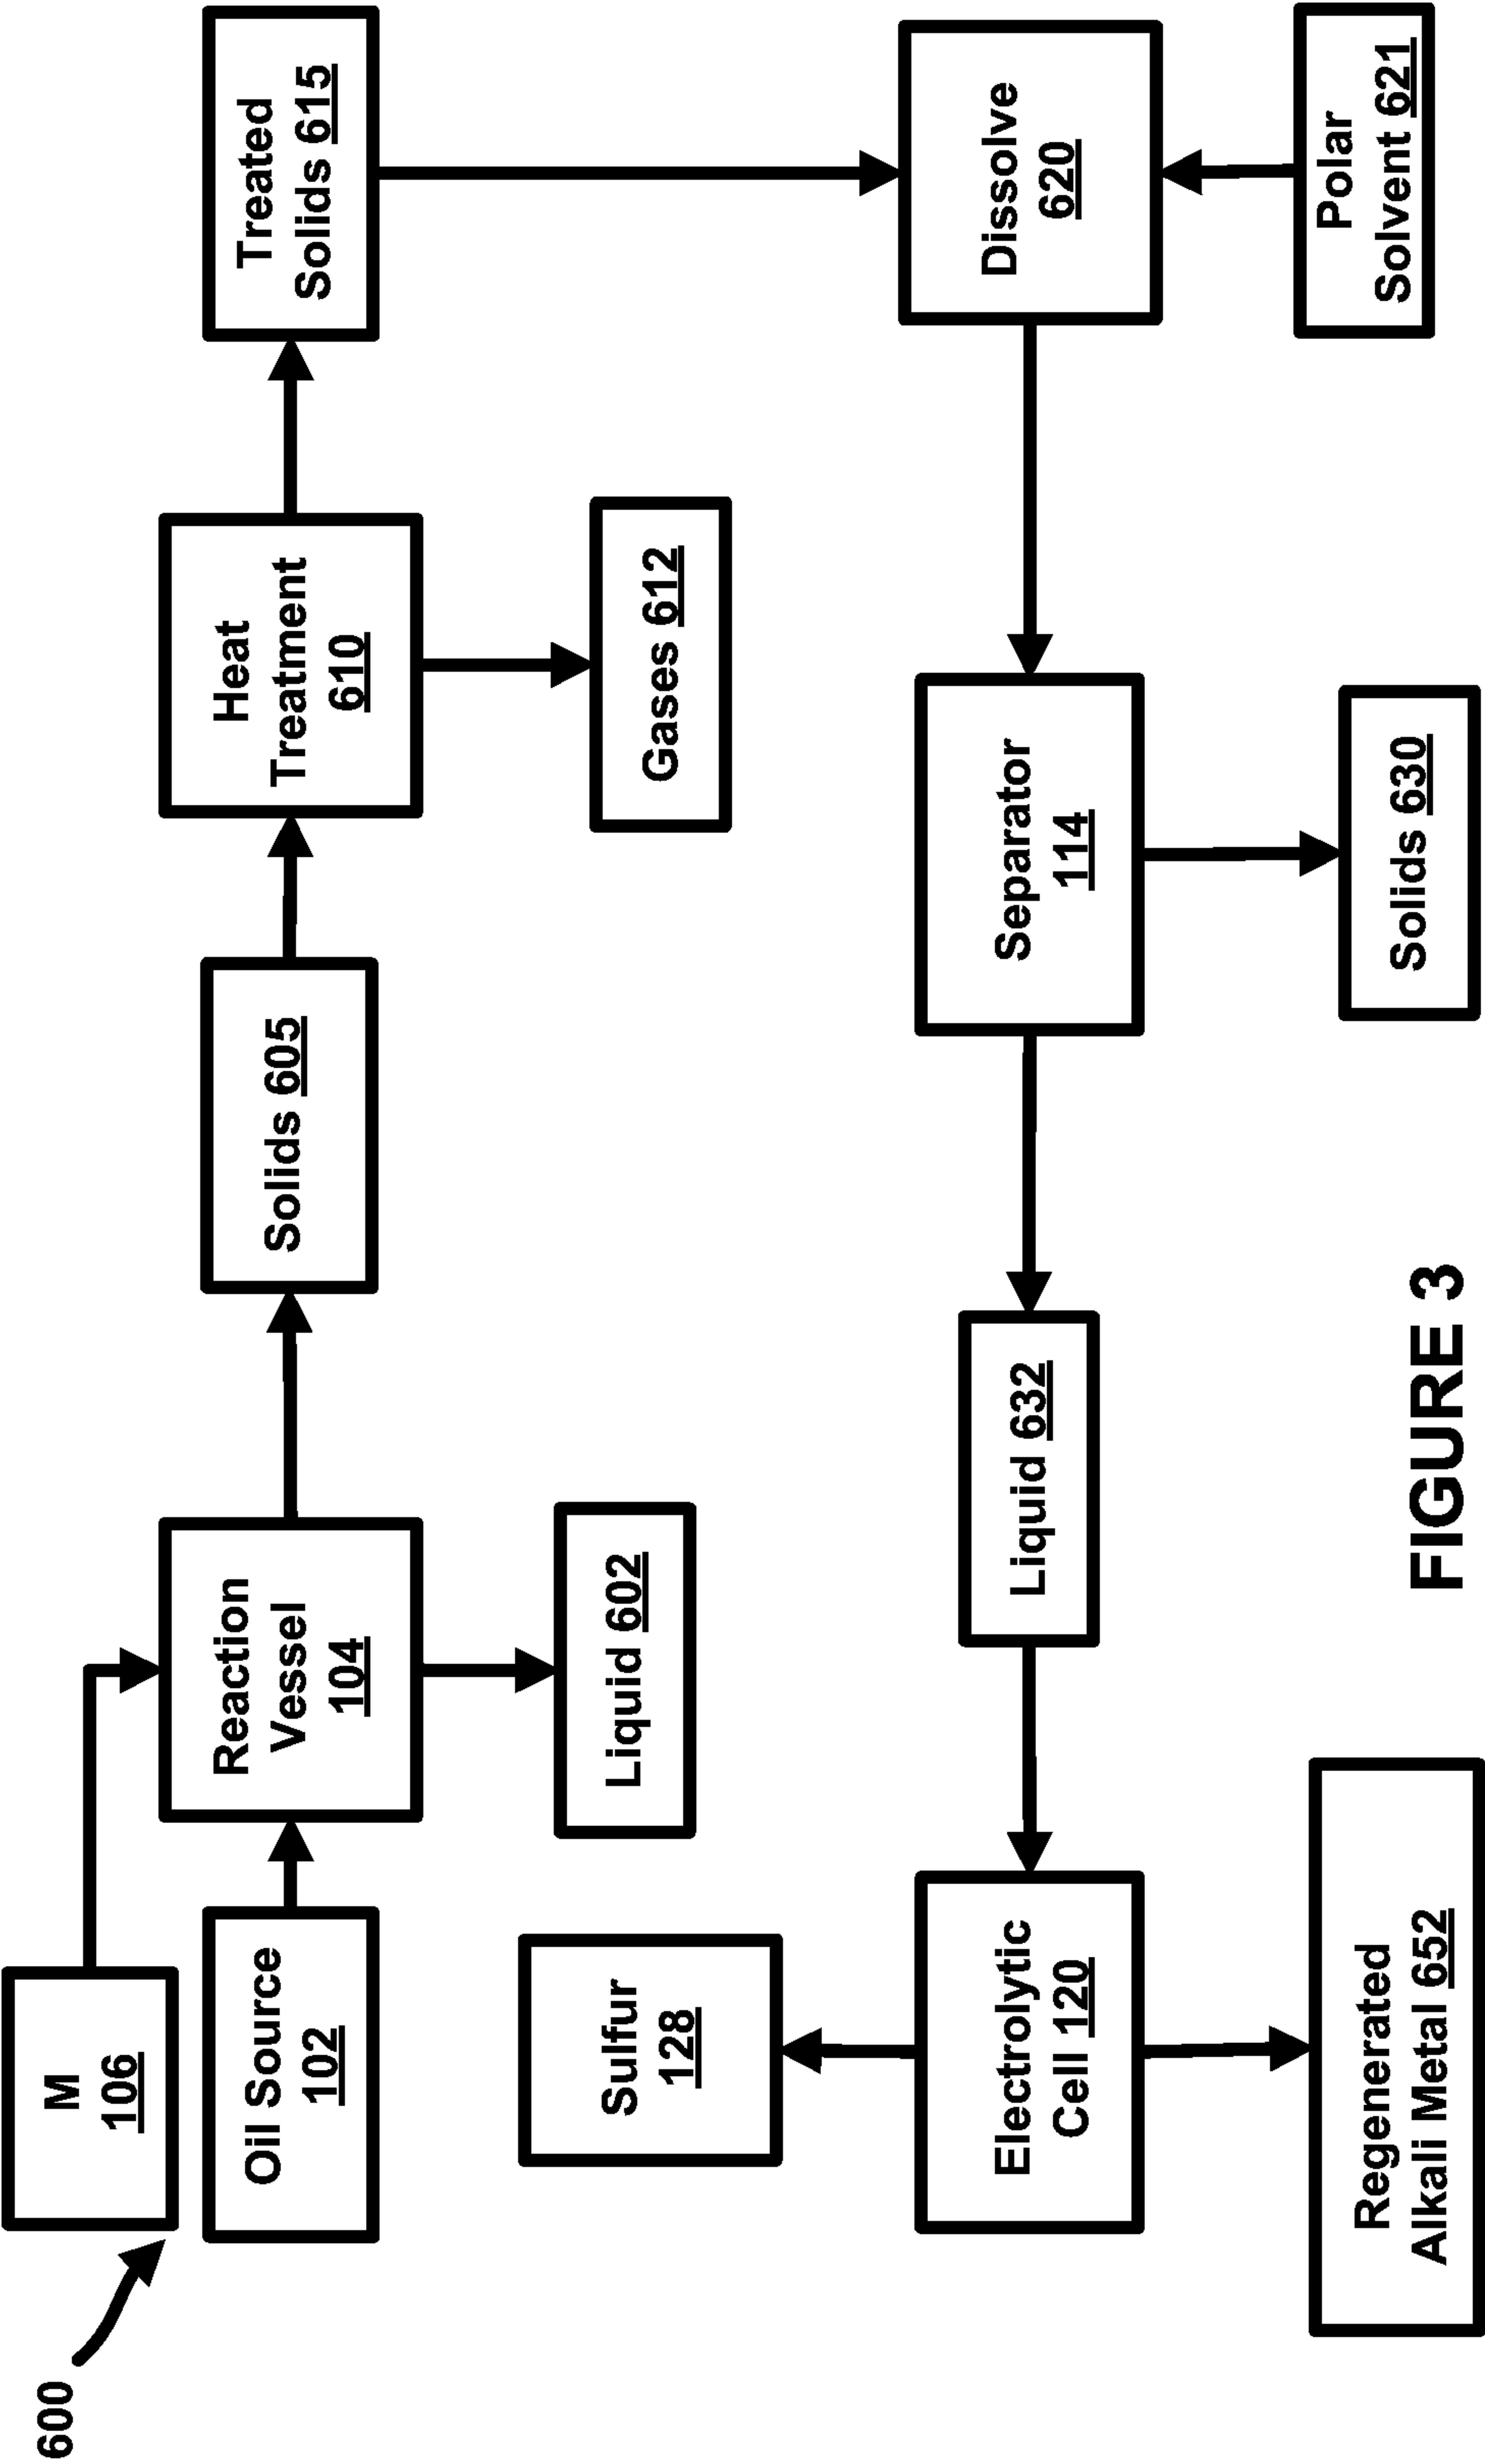 600
M
106
Oil Source
102
Reaction
Vessel
104
Liquid 602
Solids 605
Heat
Treatment
610
Gases 612
Treated
Solids 615
Dissolve
620
Polar
Solvent 621
Separator
114
Solids 630
Liquid 632
Electrolytic
Cell 120
Sulfur
128
Regenerated
Alkali Metal 652
FIGURE 3